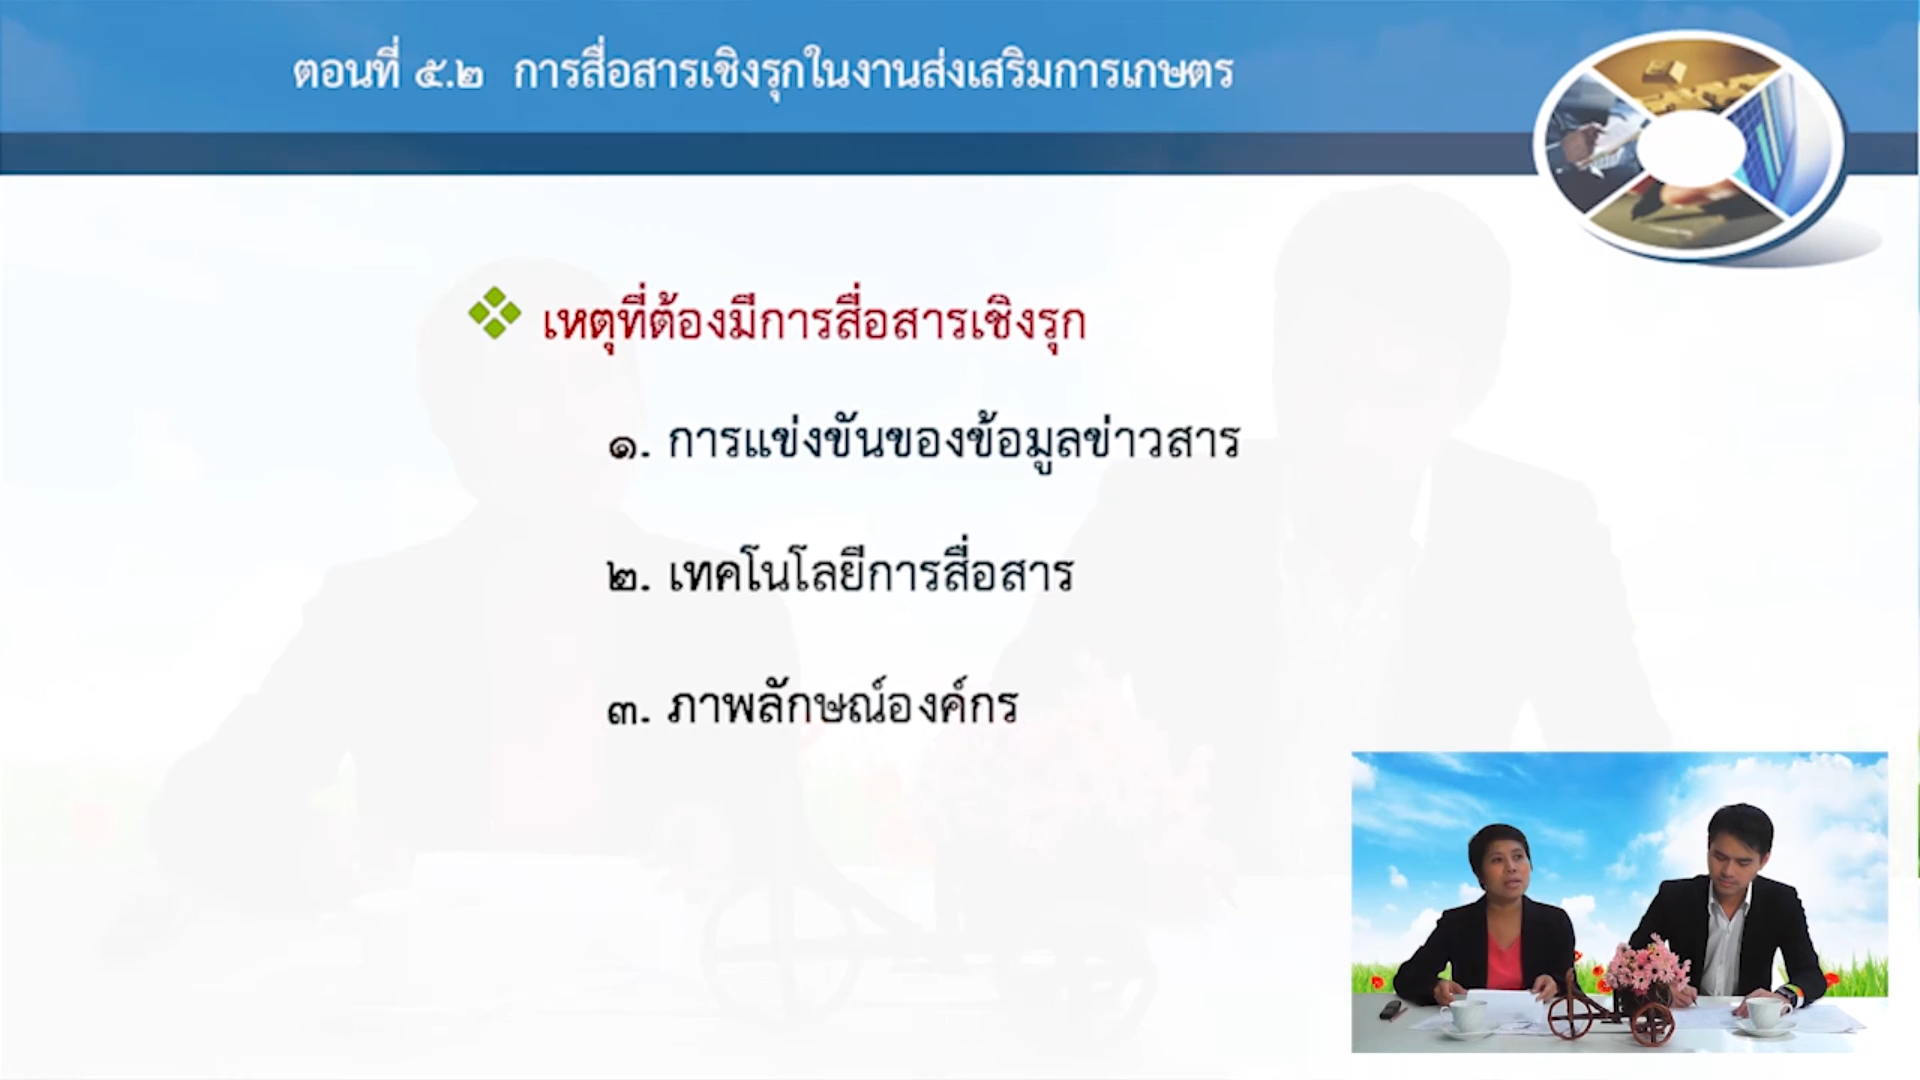 ตอนที่ ๕.๒ การสื่อสารเชิงรุกในงานส่งเสริมการเกษตร
เหตุที่ต้องมีการสื่อสารเชิงรุก
๑. การแข่งขันของข้อมูลข่าวสาร
๒. เทคโนโลยีการสื่อสาร
๓. ภาพลักษณ์องค์กร